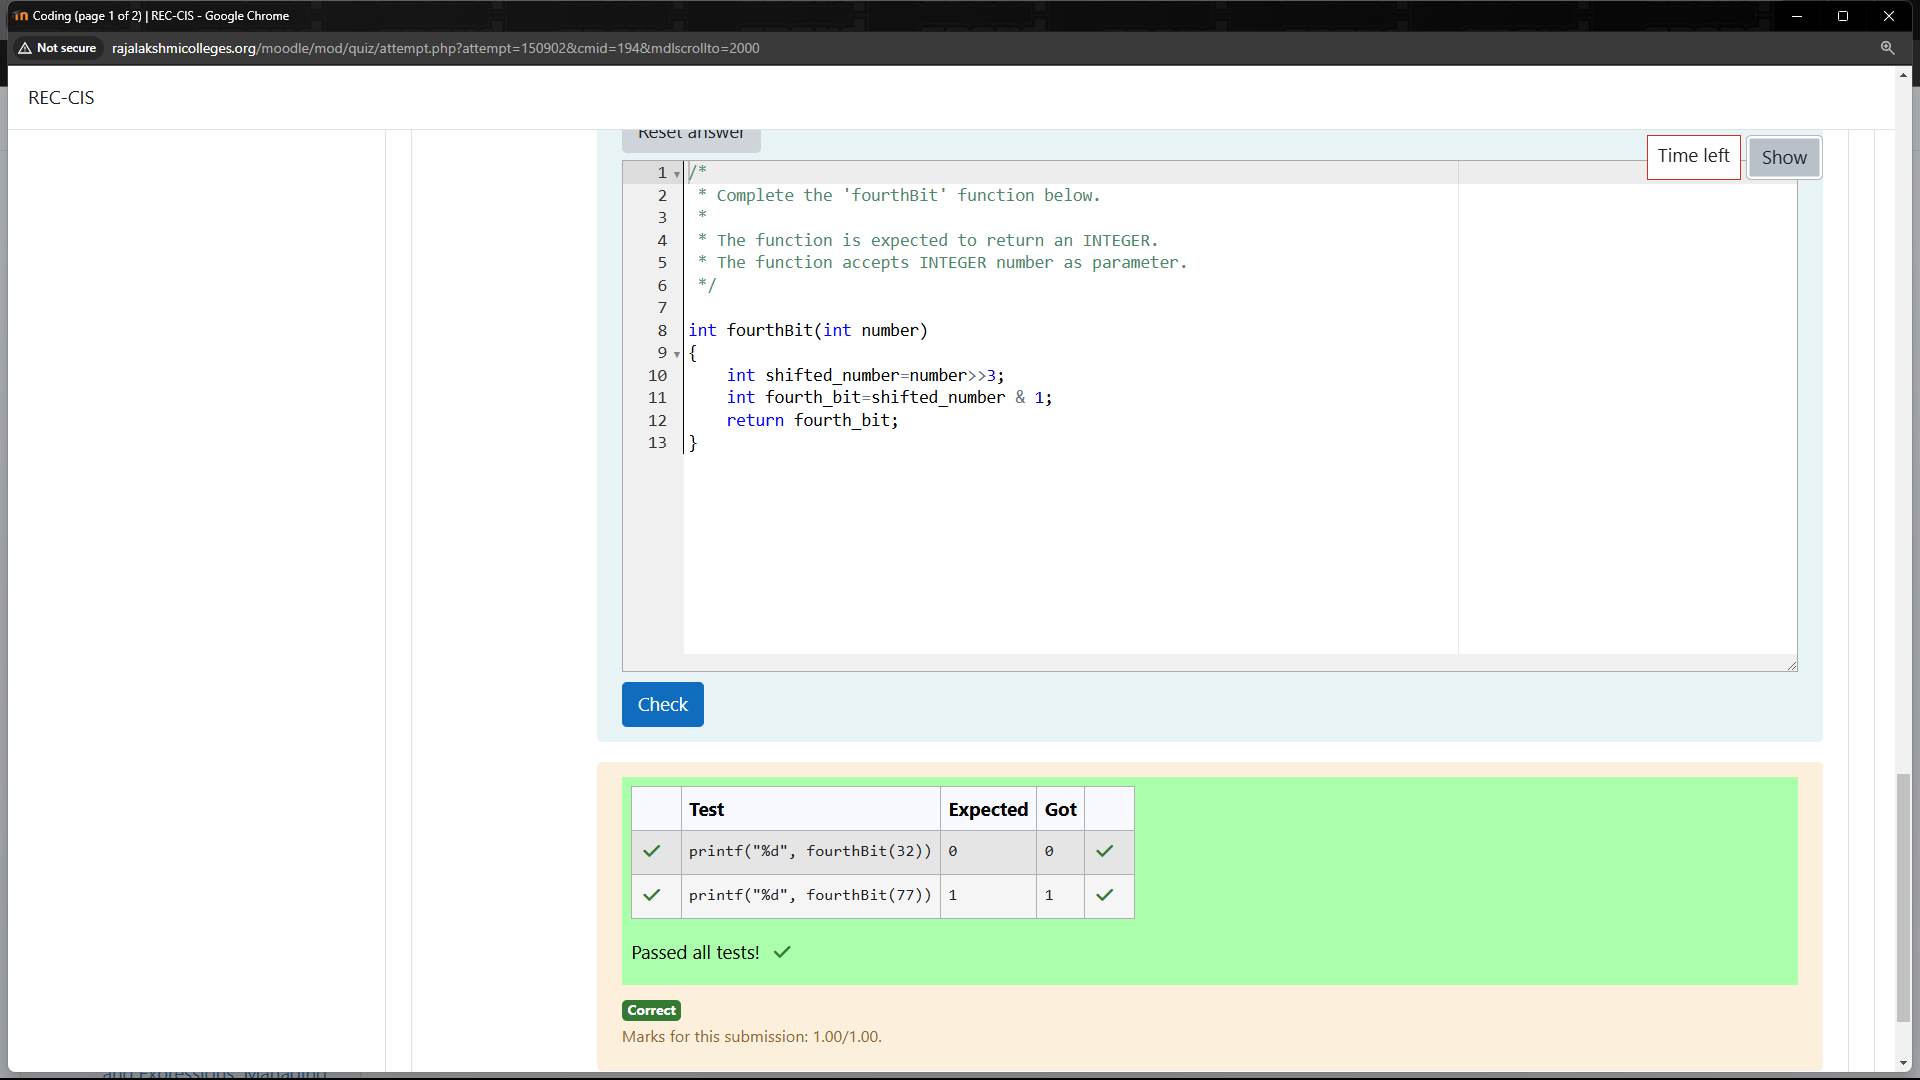 Coding (page 1 of 2) | REC-CIS - Google Chrome
Not secure rajalakshmicolleges.org/moodle/mod/quiz/attempt.php?attempt=150902&cmid=194&mdlscrollto=2000
REC-CIS
Reset answer
Time left Show
1 /*
2 * Complete the 'fourthBit' function below.
3 *
4 * The function is expected to return an INTEGER.
5 * The function accepts INTEGER number as parameter.
6 */
7
8 int fourthBit(int number)
9 {
10 int shifted_number=number>>3;
11 int fourth_bit=shifted_number & 1;
12 return fourth_bit;
13 }
Check
Test Expected Got
printf("%d", fourthBit(32)) 0 0
printf("%d", fourthBit(77)) 1 1
Passed all tests!
Correct
Marks for this submission: 1.00/1.00.
and Expressions, Managing